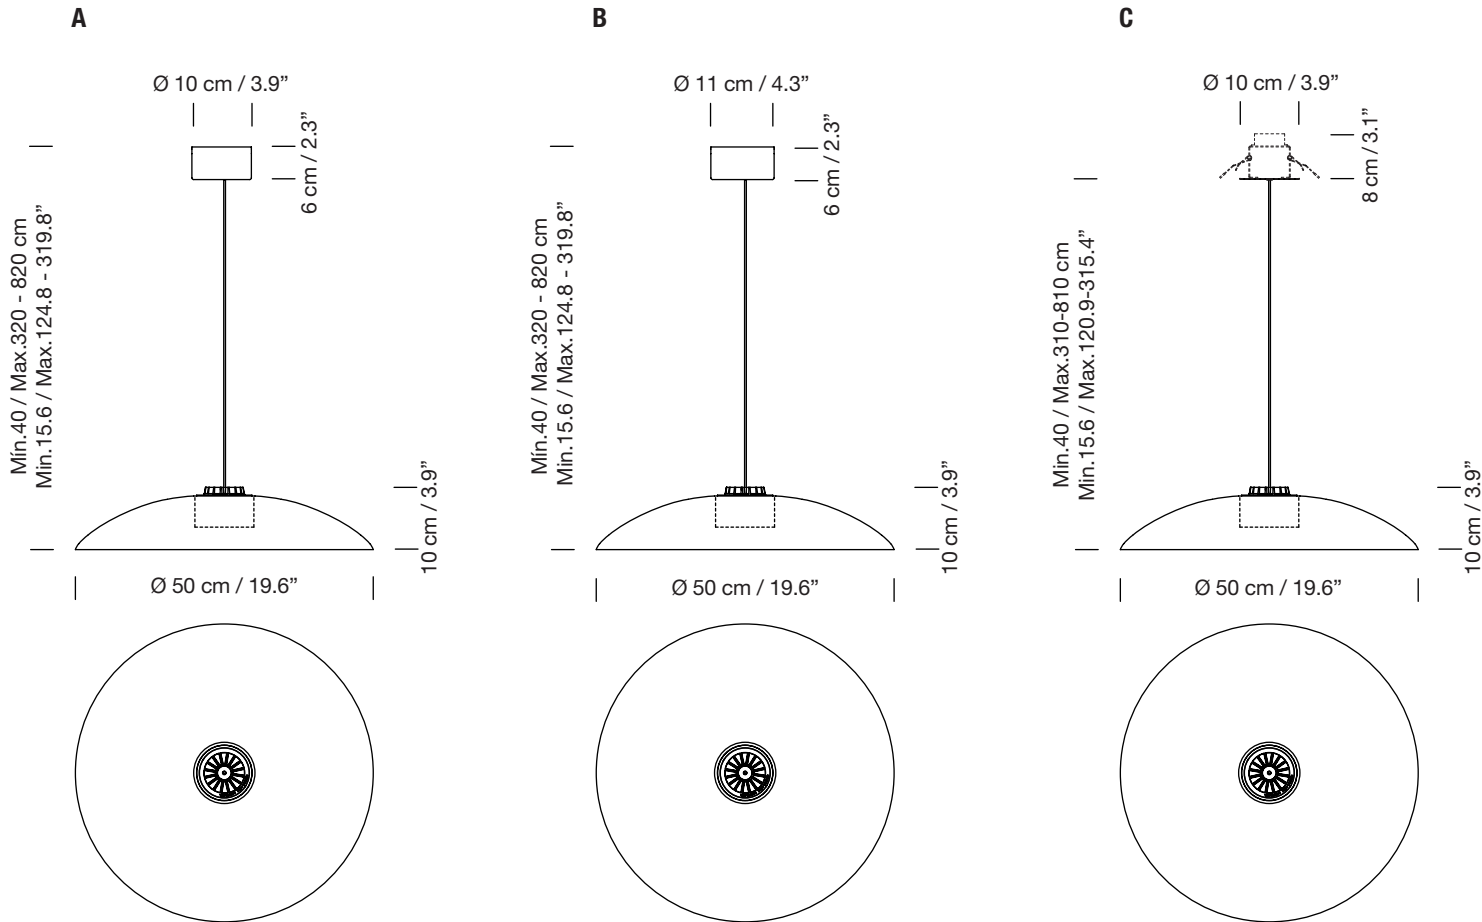 A
Ø 10 cm / 3.9”
6 cm / 2.3”
Mín.40 / Max.320 - 820 cm
Min.15.6 / Max.124.8 - 319.8”
10 cm / 3.9”
Ø 50 cm / 19.6”
B
Ø 11 cm / 4.3”
6 cm / 2.3”
Mín.40 / Max.320 - 820 cm
Min.15.6 / Max.124.8 - 319.8”
10 cm / 3.9”
Ø 50 cm / 19.6”
C
Ø 10 cm / 3.9”
8 cm / 3.1”
Min.40 / Max.310-810 cm
Min.15.6 / Max.120.9-315.4”
10 cm / 3.9”
Ø 50 cm / 19.6”